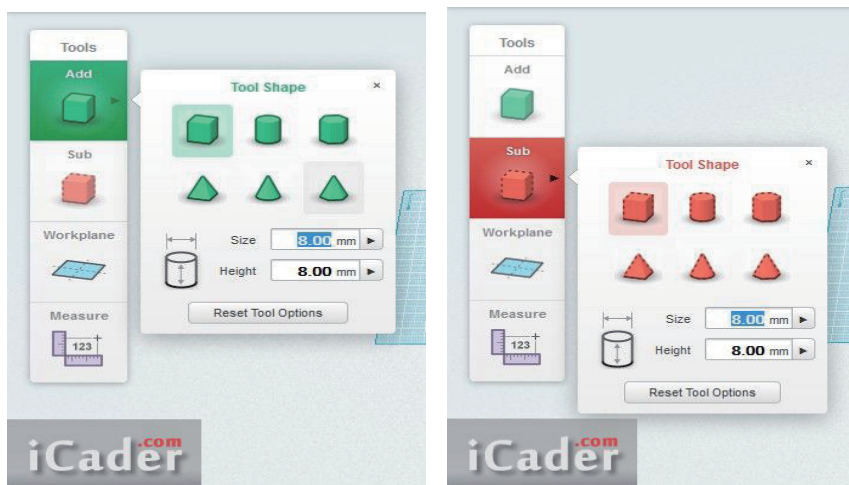 Tools
Add
Tool Shape
×
Sub
Workplane
Size 8.00 mm
Height 8.00 mm
Reset Tool Options
Measure
123
iCader.com
Tools
Add
Sub
Tool Shape
×
Workplane
Size 8.00 mm
Height 8.00 mm
Reset Tool Options
Measure
123
iCader.com